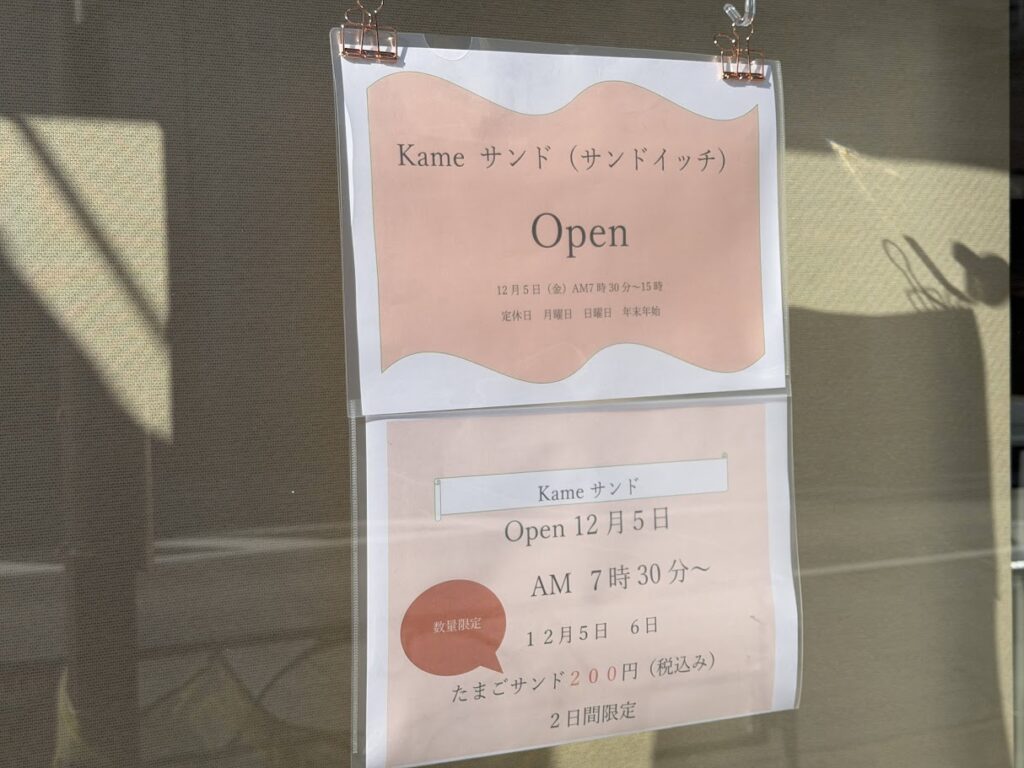 Kame サンド（サンドイッチ）
Open
12月5日（金）AM7時30分～15時
定休日　月曜日　日曜日　年末年始
Kame サンド
Open 12月5日
AM 7時30分～
数量限定
１２月５日　６日
たまごサンド２００円（税込み）
２日間限定